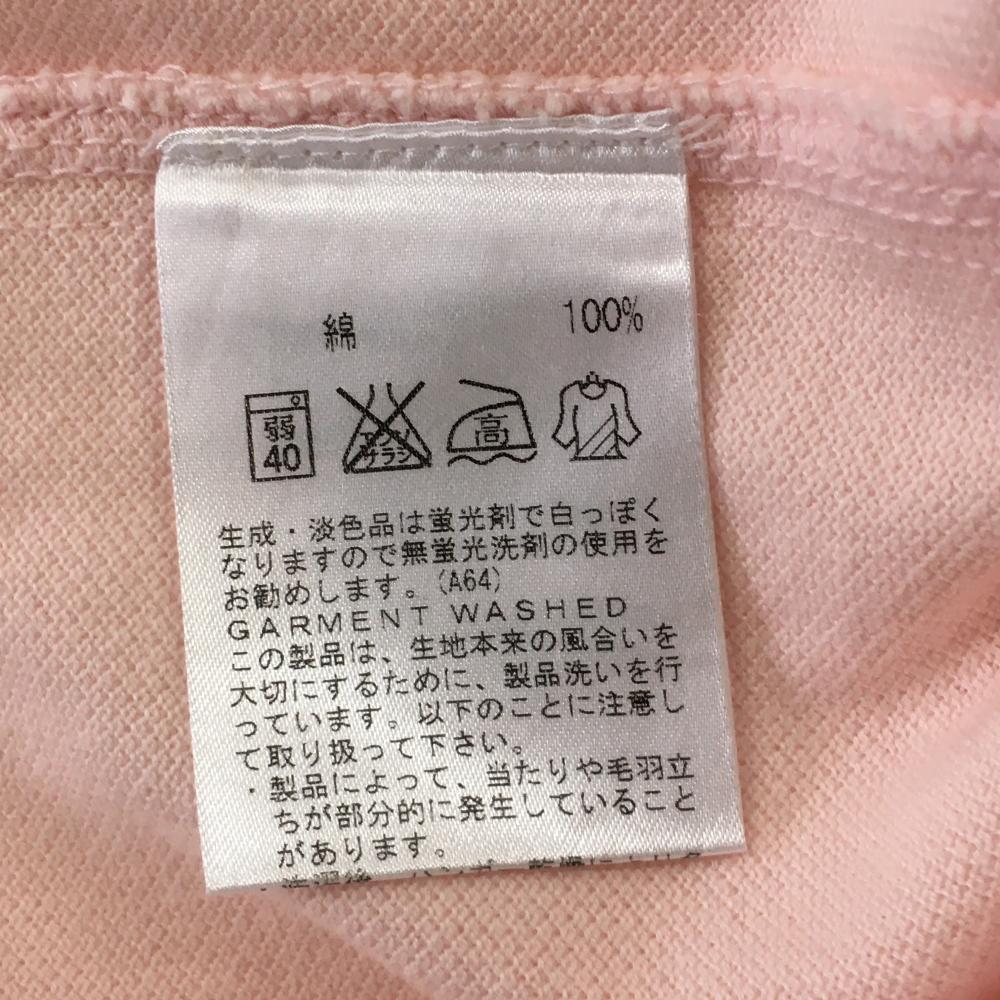 綿 100%
弱
40
エンソ
サラシ
高
生成・淡色品は蛍光剤で白っぽく
なりますので無蛍光洗剤の使用を
お勧めします。(A64)
GARMENT WASHED
この製品は、生地本来の風合いを
大切にするために、製品洗いを行
っています。以下のことに注意し
て取り扱って下さい。
・製品によって、当たりや毛羽立
ちが部分的に発生していること
があります。